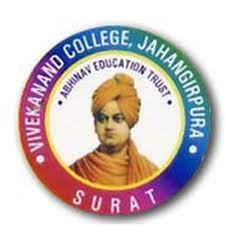 • VIVEKANAND COLLEGE, JAHANGIRPURA •
• ABHINAV EDUCATION TRUST •
SURAT